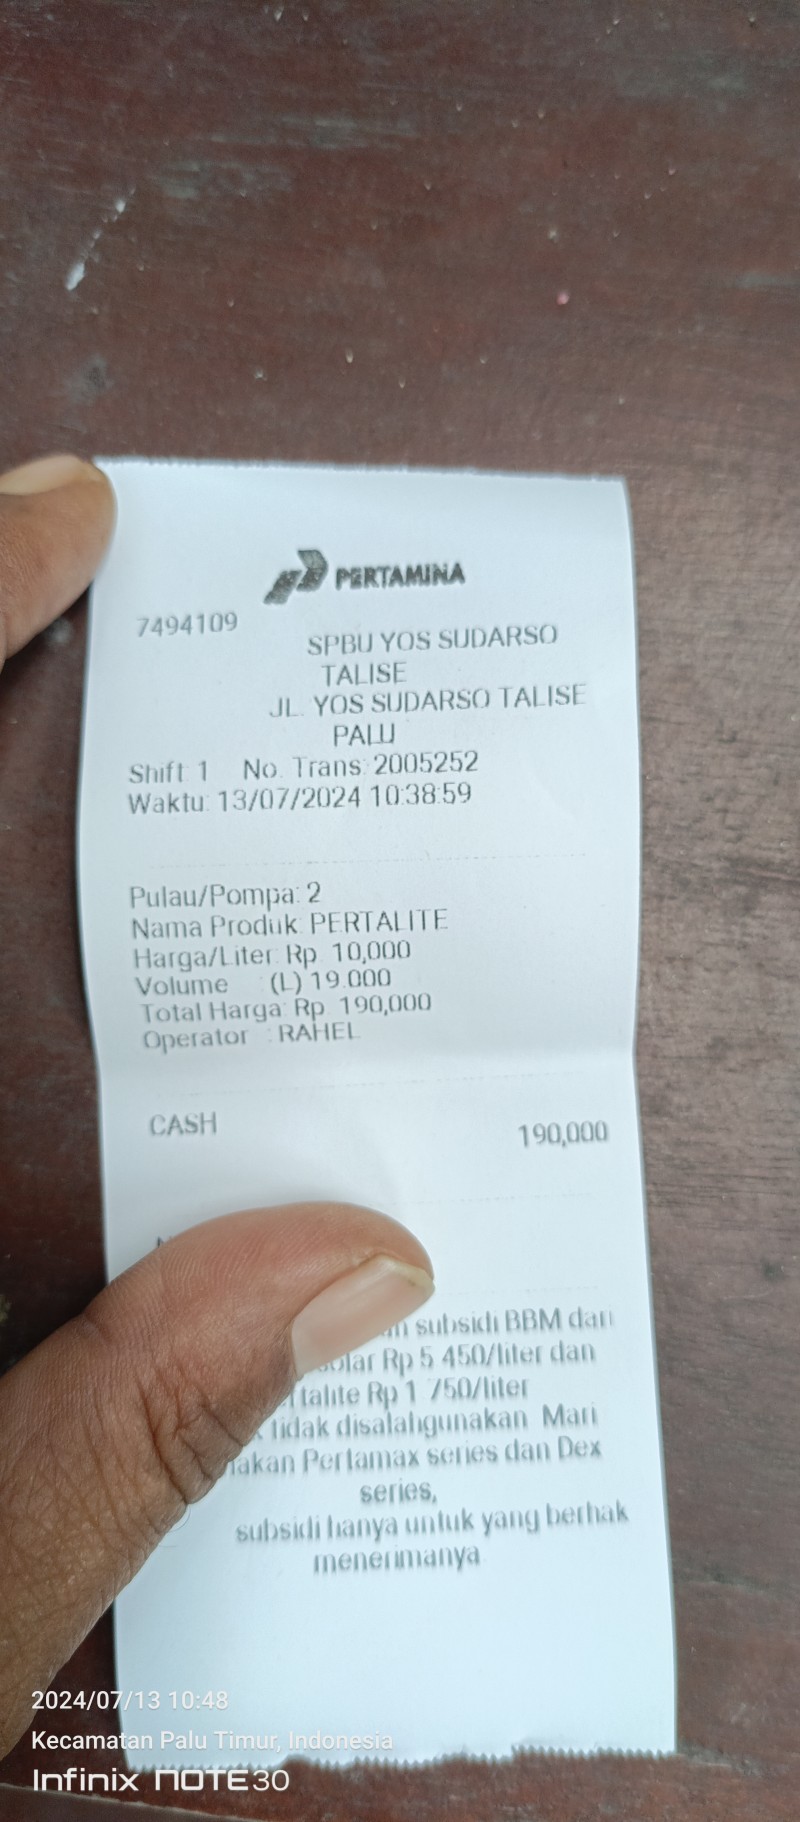 PERTAMINA
7494109
SPBU YOS SUDARSO
TALISE
JL. YOS SUDARSO TALISE
PALU
Shift: 1 No. Trans: 2005252
Waktu: 13/07/2024 10:38:59
Pulau/Pompa: 2
Nama Produk: PERTALITE
Harga/Liter: Rp. 10,000
Volume (L) 19.000
Total Harga: Rp. 190,000
Operator : RAHEL
CASH 190,000
subsidi BBM dari
Rp 5.450/liter dan
Rp 1.750/liter
tidak disalahgunakan. Mari
Pertamax series dan Dex
series,
subsidi hanya untuk yang berhak
menerimanya
2024/07/13 10:48
Kecamatan Palu Timur, Indonesia
Infinix NOTE 30